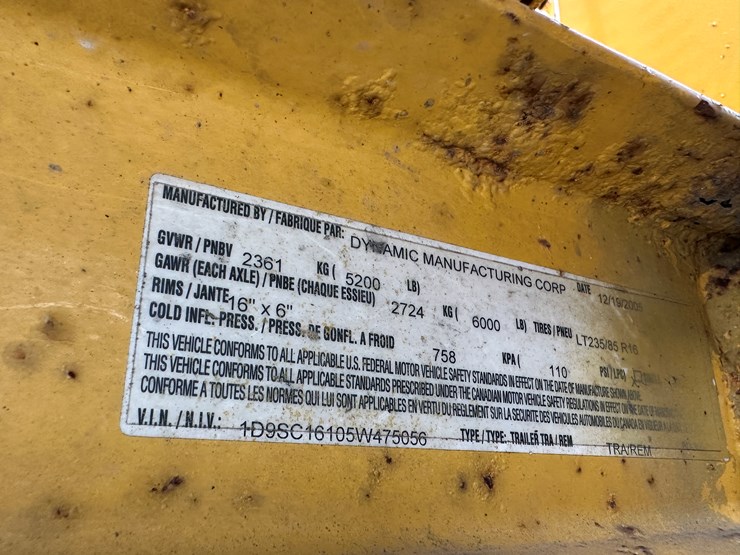 MANUFACTURED BY / FABRIQUE PAR: DYNAMIC MANUFACTURING CORP DATE 12/19/2005
GVWR / PNBV 2361 KG ( 5200 LB)
GAWR (EACH AXLE) / PNBE (CHAQUE ESSIEU) 2724 KG ( 6000 LB) TIRES / PNEU LT235/85 R16
RIMS / JANTE 16" X 6"
COLD INFL. PRESS. / PRESS. DE GONFL. A FROID 758 KPA ( 110 PSI / LPC)
THIS VEHICLE CONFORMS TO ALL APPLICABLE U.S. FEDERAL MOTOR VEHICLE SAFETY STANDARDS IN EFFECT ON THE DATE OF MANUFACTURE SHOWN ABOVE.
THIS VEHICLE CONFORMS TO ALL APPLICABLE STANDARDS PRESCRIBED UNDER THE CANADIAN MOTOR VEHICLE SAFETY REGULATIONS IN EFFECT ON THE DATE OF MANUFACTURE
CONFORME A TOUTES LES NORMES QUI LUI SONT APPLICABLES EN VERTU DU REGLEMENT SUR LA SECURITE DES VEHICULES AUTOMOBILES DU CANADA EN VIGUEUR A LA
V.I.N. / N.I.V.: 1D9SC16105W475056 TYPE / TYPE: TRAILER TRA / REM TRA/REM